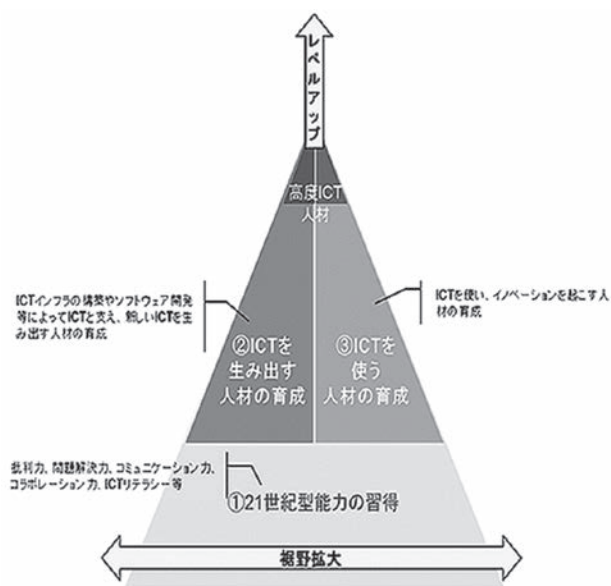 レベルアップ
高度ICT
人材
ICTインフラの構築やソフトウェア開発
等によってICTと支え、新しいICTを生
み出す人材の育成
ICTを使い、イノベーションを起こす人
材の育成
②ICTを
生み出す
人材の育成
③ICTを
使う
人材の育成
批判力、問題解決力、コミュニケーション力、
コラボレーション力、ICTリテラシー等
①21世紀型能力の習得
裾野拡大